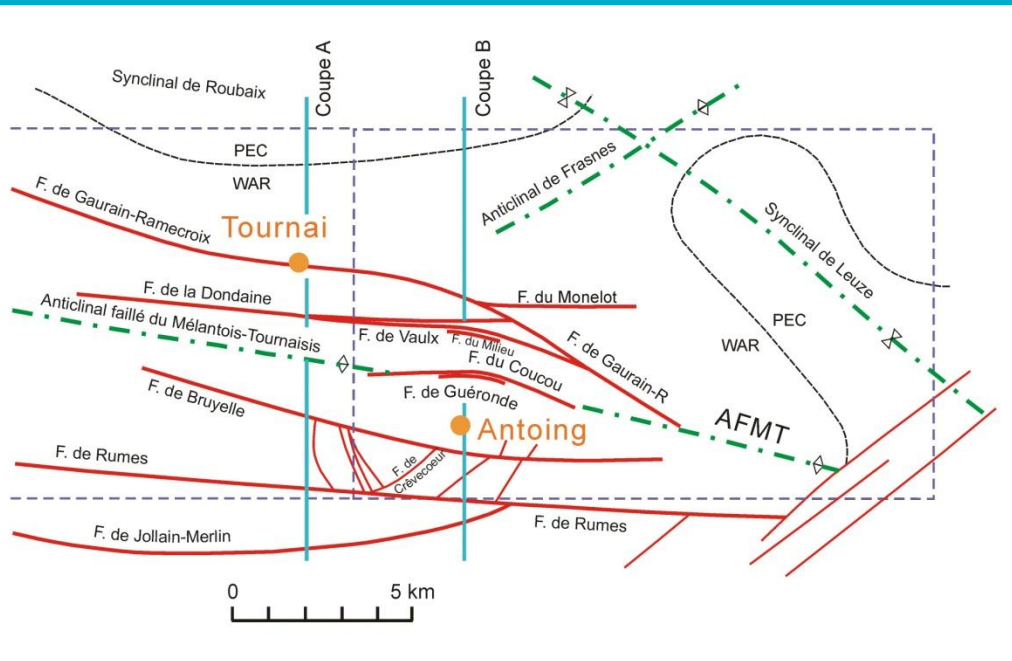 Synclinal de Roubaix
Coupe A
Coupe B
PEC
WAR
Anticlinal de Frasnes
F. de Gaurain-Ramecroix
Tournai
Synclinal de Leuze
F. de la Dondaine
F. du Monelot
Anticlinal faillé du Mélantois-Tournaisis
F. de Vaulx
F. du Milieu
F. du Coucou
F. de Gaurain-R
PEC
WAR
F. de Bruyelle
F. de Guéronde
Antoing
AFMT
F. de Rumes
F. de
Crêvecoeur
F. de Rumes
F. de Jollain-Merlin
0
5 km